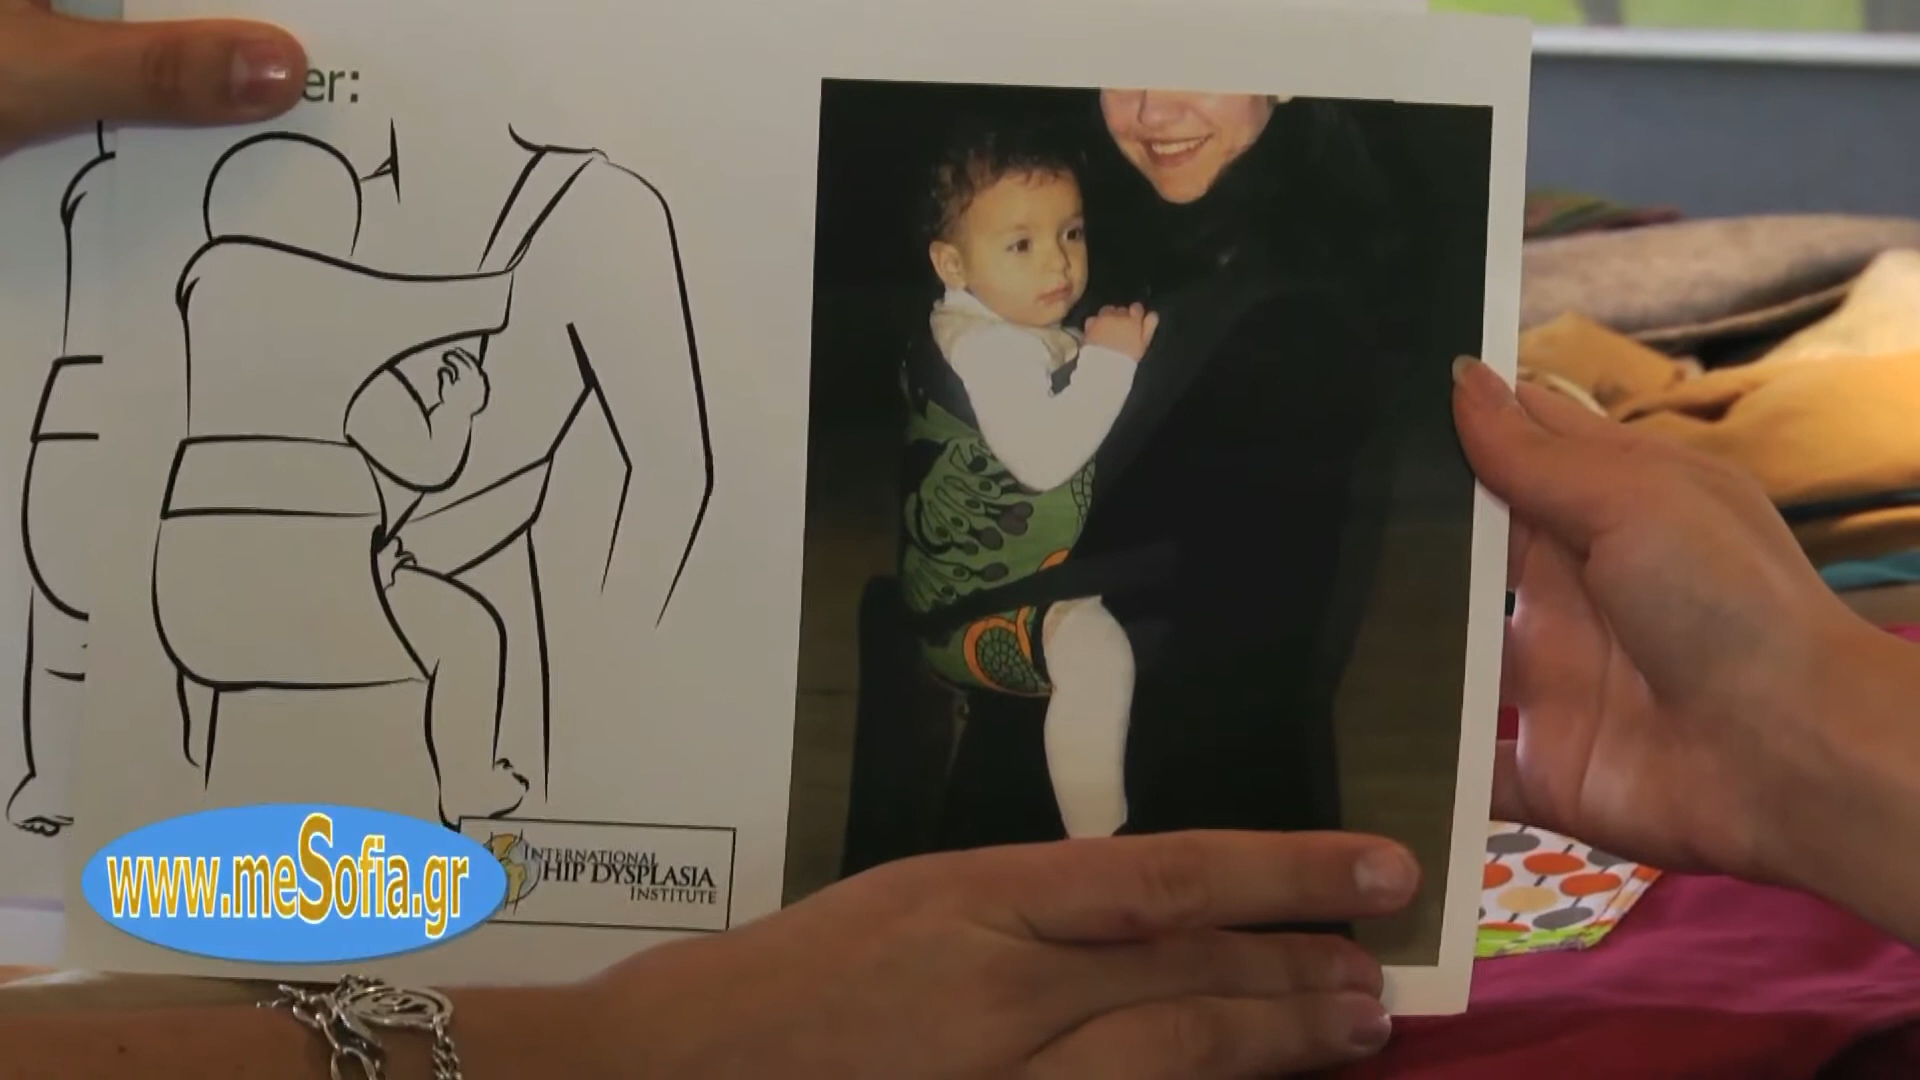 er:
INTERNATIONAL
HIP DYSPLASIA
INSTITUTE
www.meSofia.gr